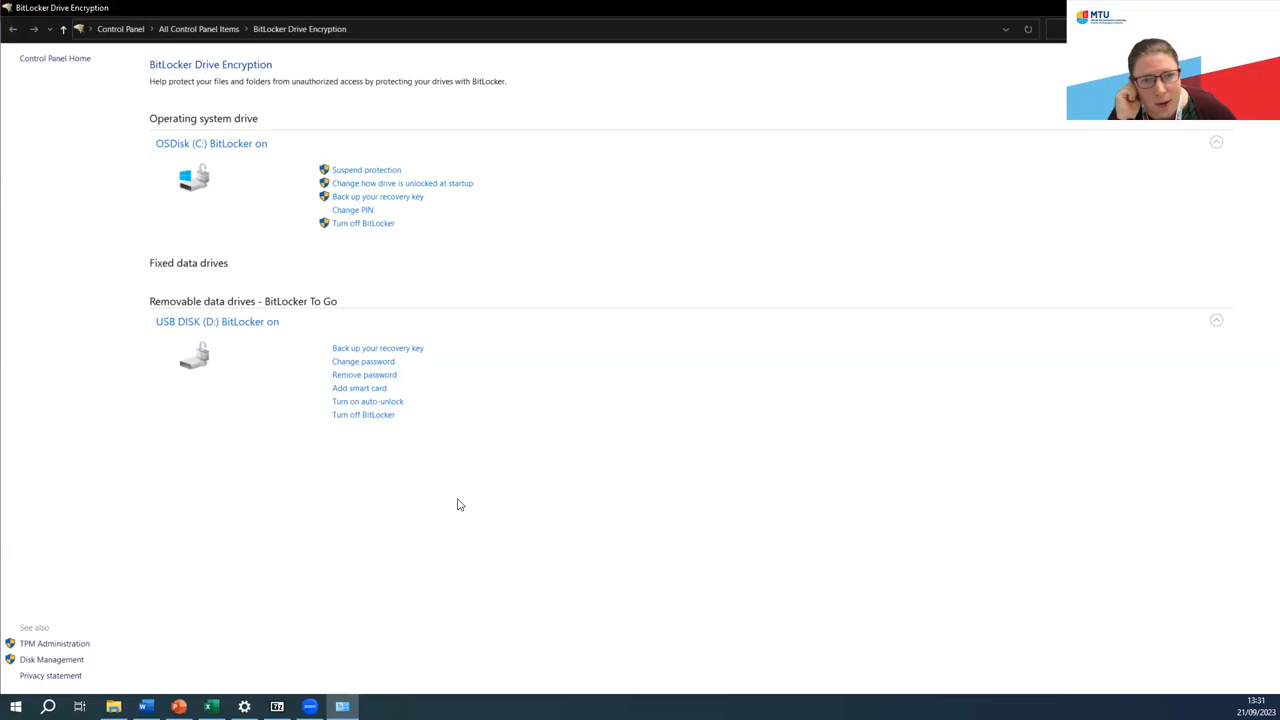 BitLocker Drive Encryption
Control Panel
All Control Panel Items
BitLocker Drive Encryption
MTU
Control Panel Home
BitLocker Drive Encryption
Help protect your files and folders from unauthorized access by protecting your drives with BitLocker.
Operating system drive
OSDisk (C:) BitLocker on
Suspend protection
Change how drive is unlocked at startup
Back up your recovery key
Change PIN
Turn off BitLocker
Fixed data drives
Removable data drives - BitLocker To Go
USB DISK (D:) BitLocker on
Back up your recovery key
Change password
Remove password
Add smart card
Turn on auto-unlock
Turn off BitLocker
See also
TPM Administration
Disk Management
Privacy statement
zoom
13:31
21/09/2023